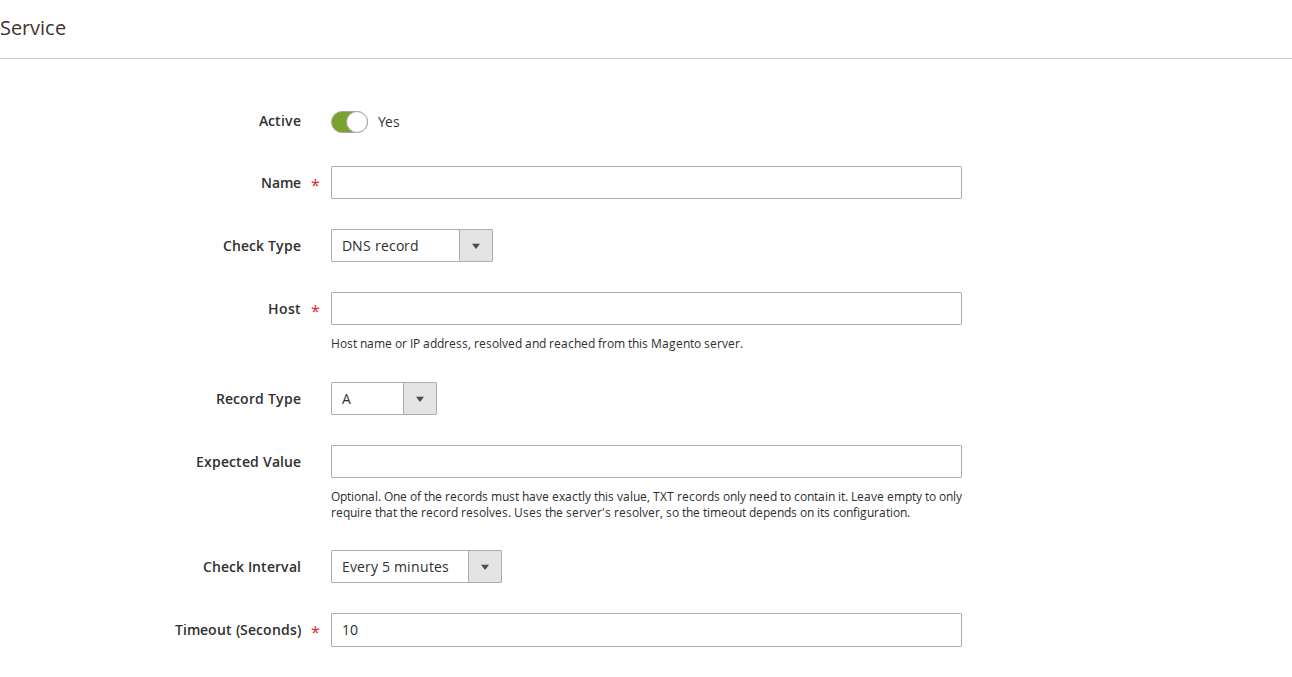 Service
Active
Yes
Name *
Check Type
DNS record
Host *
Host name or IP address, resolved and reached from this Magento server.
Record Type
A
Expected Value
Optional. One of the records must have exactly this value, TXT records only need to contain it. Leave empty to only
require that the record resolves. Uses the server's resolver, so the timeout depends on its configuration.
Check Interval
Every 5 minutes
Timeout (Seconds) *
10